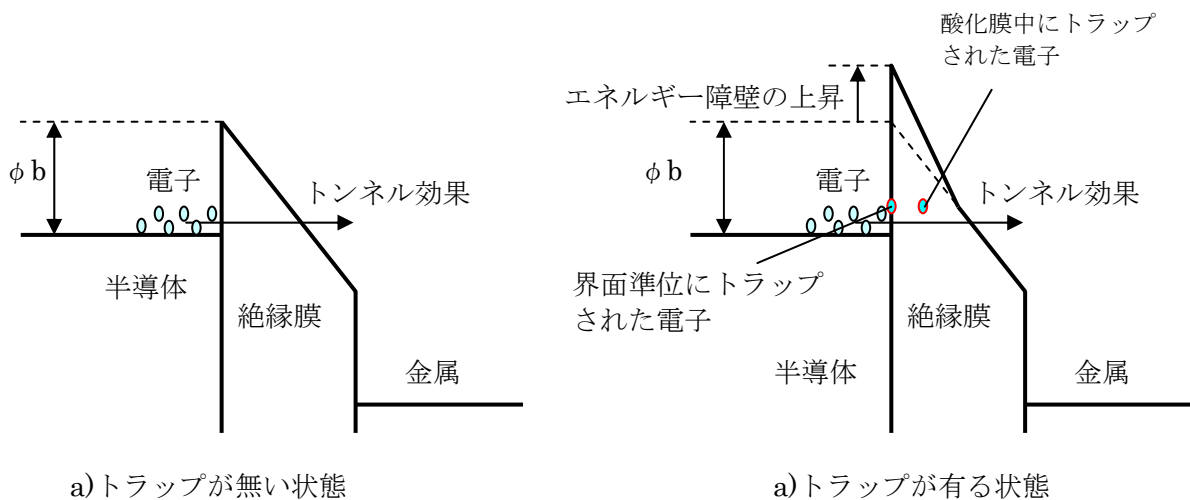 φb
電子
トンネル効果
半導体
絶縁膜
金属
a)トラップが無い状態
酸化膜中にトラップ
された電子
エネルギー障壁の上昇
φb
電子
トンネル効果
界面準位にトラップ
された電子
絶縁膜
半導体
金属
a)トラップが有る状態